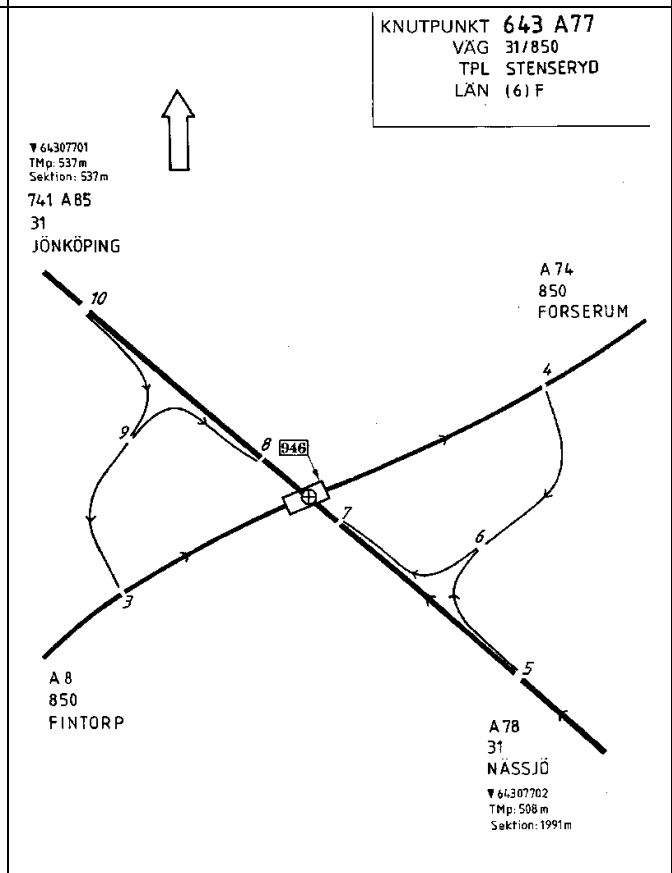 KNUTPUNKT 643 A77
VÄG 31/850
TPL STENSERYD
LÄN (6) F
▼64307701
TMp: 537m
Sektion: 537m
741 A85
31
JÖNKÖPING
A 74
850
FORSERUM
10
4
9
8
946
7
6
3
5
A 8
850
FINTORP
A 78
31
NÄSSJÖ
▼64307702
TMp: 508 m
Sektion: 1991m